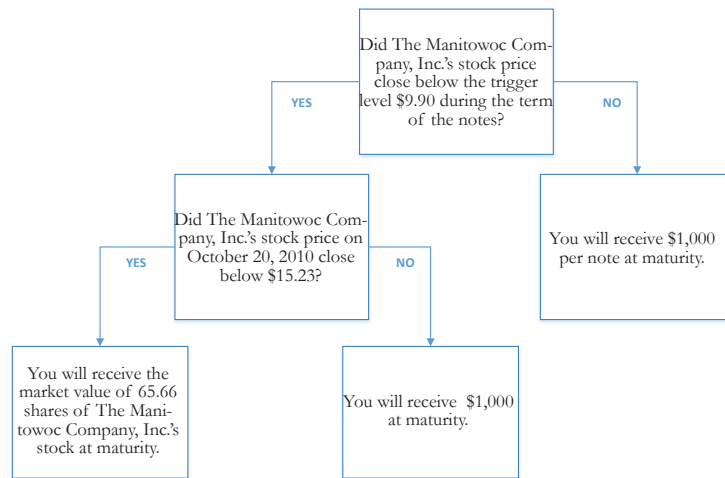 Did The Manitowoc Com-
pany, Inc.'s stock price
close below the trigger
level $9.90 during the term
of the notes?
YES
NO
Did The Manitowoc Com-
pany, Inc.'s stock price on
October 20, 2010 close
below $15.23?
You will receive $1,000
per note at maturity.
YES
NO
You will receive the
market value of 65.66
shares of The Mani-
towoc Company, Inc.'s
stock at maturity.
You will receive $1,000
at maturity.